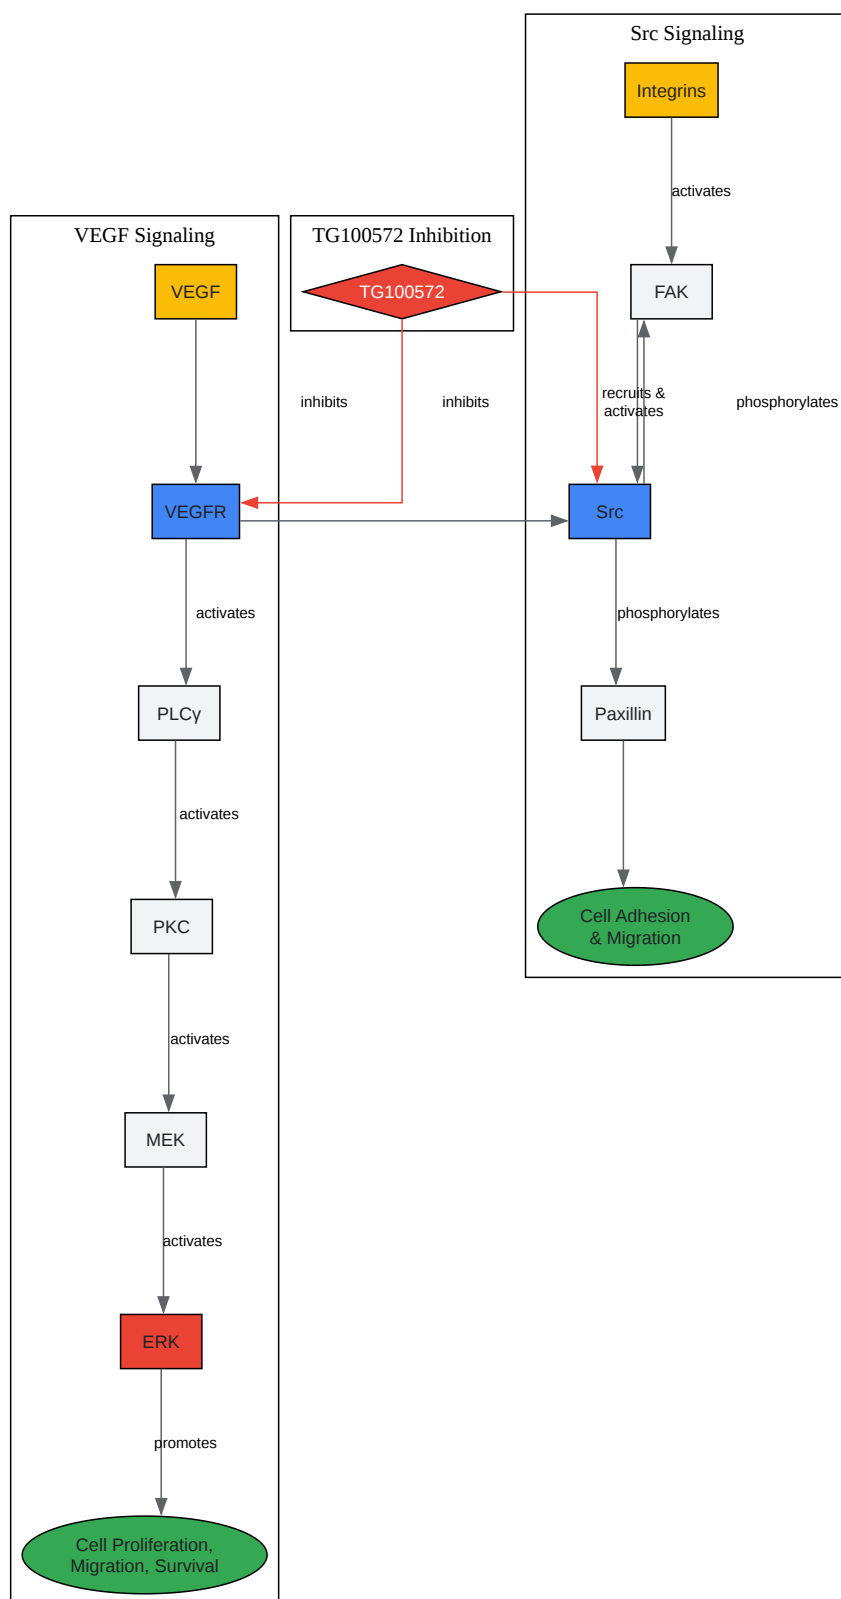 Src Signaling
Integrins
activates
VEGF Signaling
TG100572 Inhibition
VEGF
TG100572
FAK
inhibits
inhibits
recruits &
activates
phosphorylates
VEGFR
Src
activates
phosphorylates
PLCγ
Paxillin
activates
PKC
Cell Adhesion
& Migration
activates
MEK
activates
ERK
promotes
Cell Proliferation,
Migration, Survival